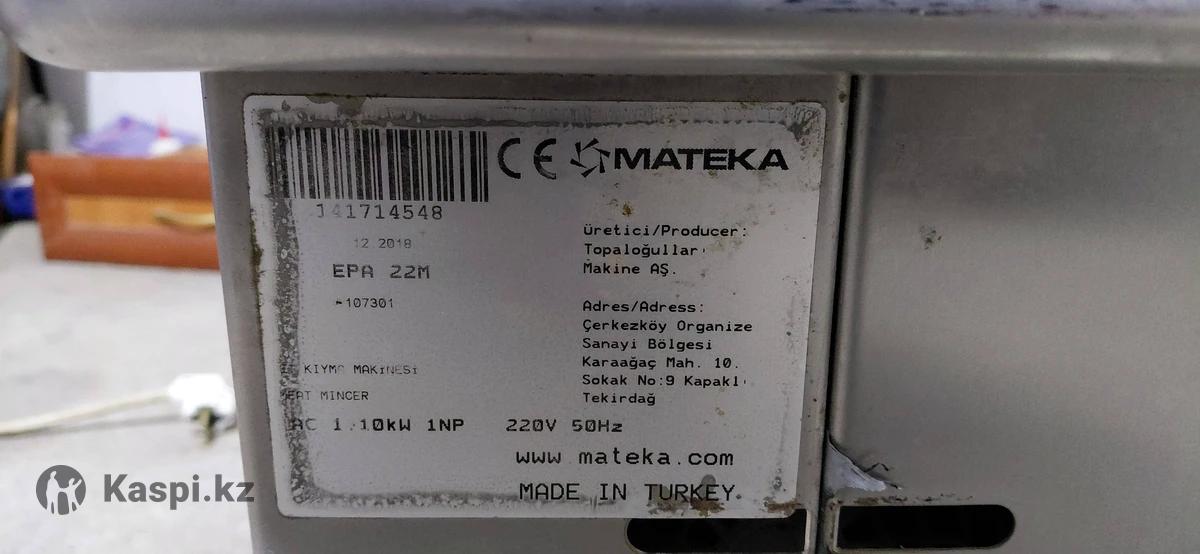 CE MATEKA
141714548
12.2018
EPA 22M
107301
KIYMA MAKİNESİ
MEAT MINCER
AC 1.10kW 1NP 220V 50Hz
Üretici/Producer:
Topaloğulları
Makine AŞ.
Adres/Address:
Çerkezköy Organize
Sanayi Bölgesi
Karaağaç Mah. 10.
Sokak No:9 Kapaklı
Tekirdağ
www.mateka.com
MADE IN TURKEY
Kaspi.kz